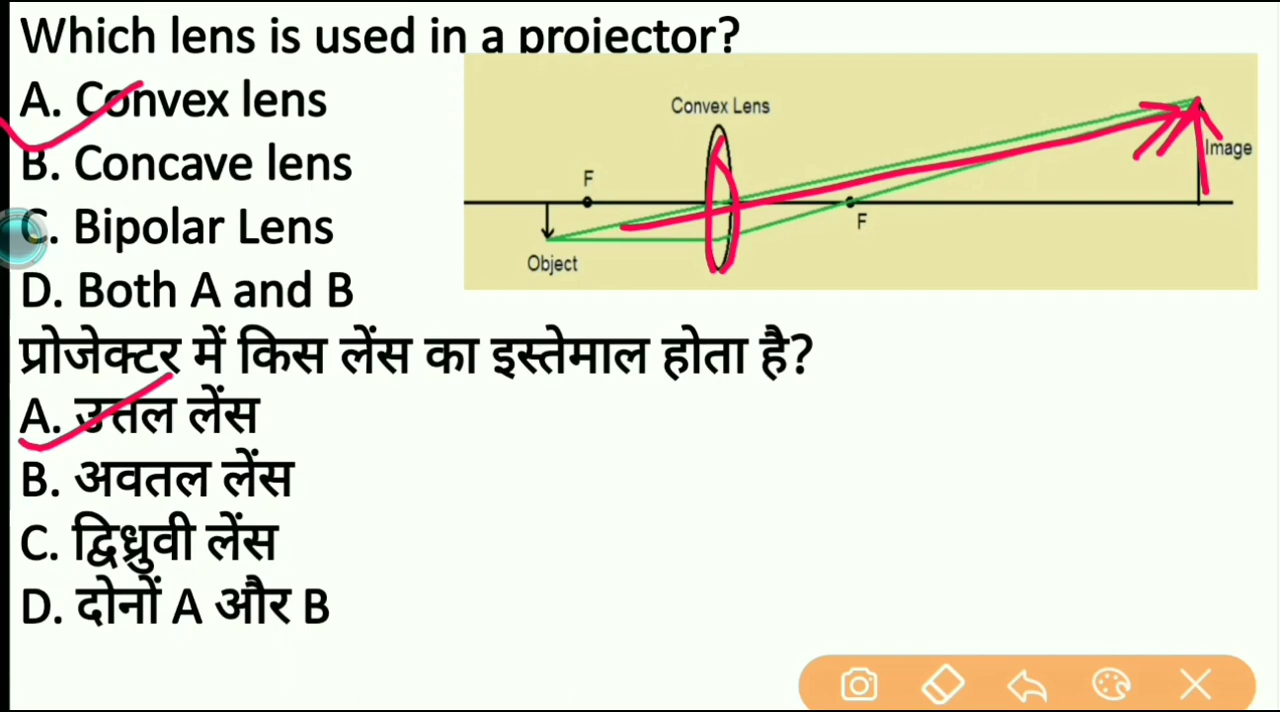 Which lens is used in a projector?
A. Convex lens
B. Concave lens
C. Bipolar Lens
D. Both A and B
Convex Lens
F
F
Object
Image
प्रोजेक्टर में किस लेंस का इस्तेमाल होता है?
A. उत्तल लेंस
B. अवतल लेंस
C. द्विध्रुवी लेंस
D. दोनों A और B